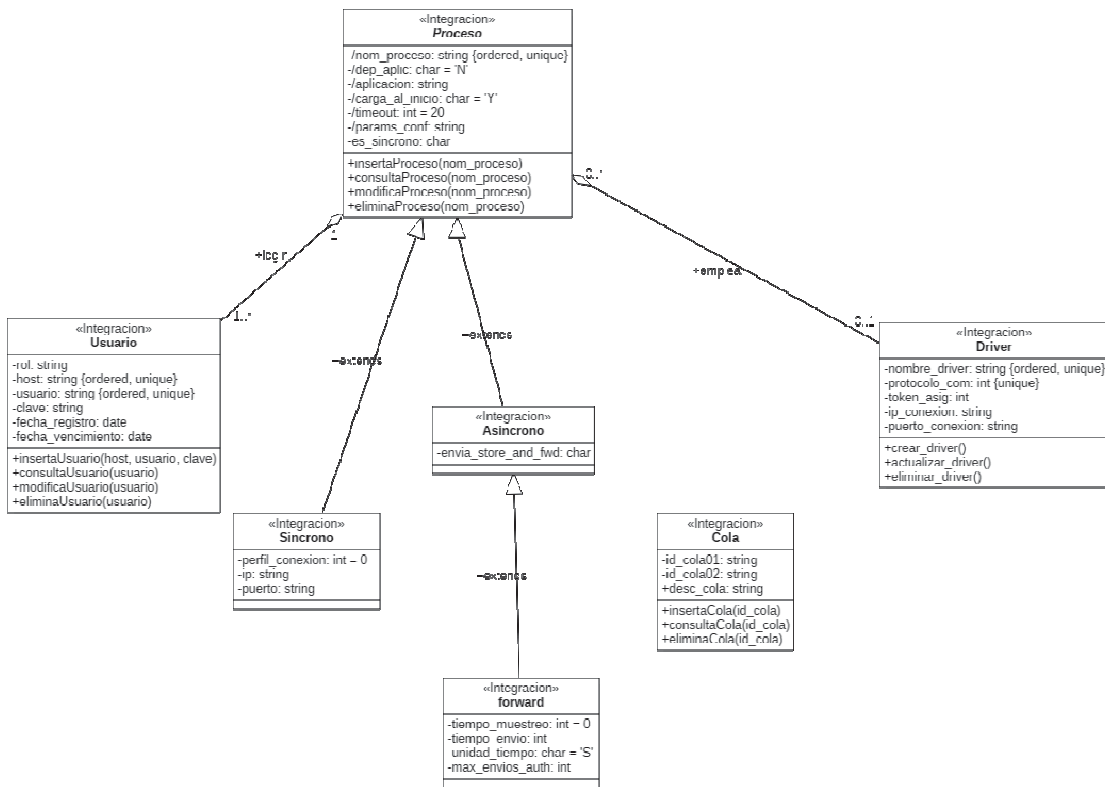 «Integracion»
Proceso
-/nom_proceso: string {ordered, unique}
-/dep_aplic: char = 'N'
-/aplicacion: string
-/carga_al_inicio: char = 'Y'
-/timeout: int = 20
-/params_conf: string
-es_sincrono: char
+insertaProceso(nom_proceso)
+consultaProceso(nom_proceso)
+modificaProceso(nom_proceso)
+eliminaProceso(nom_proceso)
1
+login
1..*
+emplea
0..1
«Integracion»
Usuario
-rol: string
-host: string {ordered, unique}
-usuario: string {ordered, unique}
-clave: string
-fecha_registro: date
-fecha_vencimiento: date
+insertaUsuario(host, usuario, clave)
+consultaUsuario(usuario)
+modificaUsuario(usuario)
+eliminaUsuario(usuario)
+extends
+extends
«Integracion»
Driver
-nombre_driver: string {ordered, unique}
-protocolo_com: int {unique}
-token_asig: int
-ip_conexion: string
-puerto_conexion: string
+crear_driver()
+actualizar_driver()
+eliminar_driver()
«Integracion»
Asincrono
-envia_store_and_fwd: char
«Integracion»
Sincrono
-perfil_conexion: int = 0
-ip: string
-puerto: string
+extends
«Integracion»
Cola
-id_cola01: string
-id_cola02: string
+desc_cola: string
+insertaCola(id_cola)
+consultaCola(id_cola)
+eliminaCola(id_cola)
«Integracion»
forward
-tiempo_muestreo: int = 0
-tiempo_envio: int
-unidad_tiempo: char = 'S'
-max_envios_auth: int